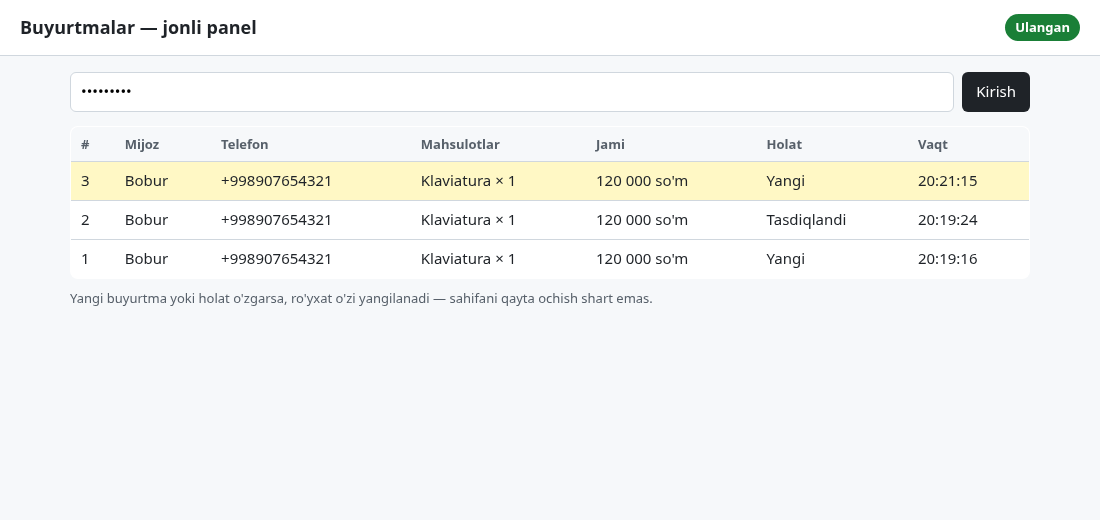 Buyurtmalar — jonli panel
Ulangan
•••••••••
Kirish
# Mijoz Telefon Mahsulotlar Jami Holat Vaqt
3 Bobur +998907654321 Klaviatura × 1 120 000 so'm Yangi 20:21:15
2 Bobur +998907654321 Klaviatura × 1 120 000 so'm Tasdiqlandi 20:19:24
1 Bobur +998907654321 Klaviatura × 1 120 000 so'm Yangi 20:19:16
Yangi buyurtma yoki holat o'zgarsa, ro'yxat o'zi yangilanadi — sahifani qayta ochish shart emas.